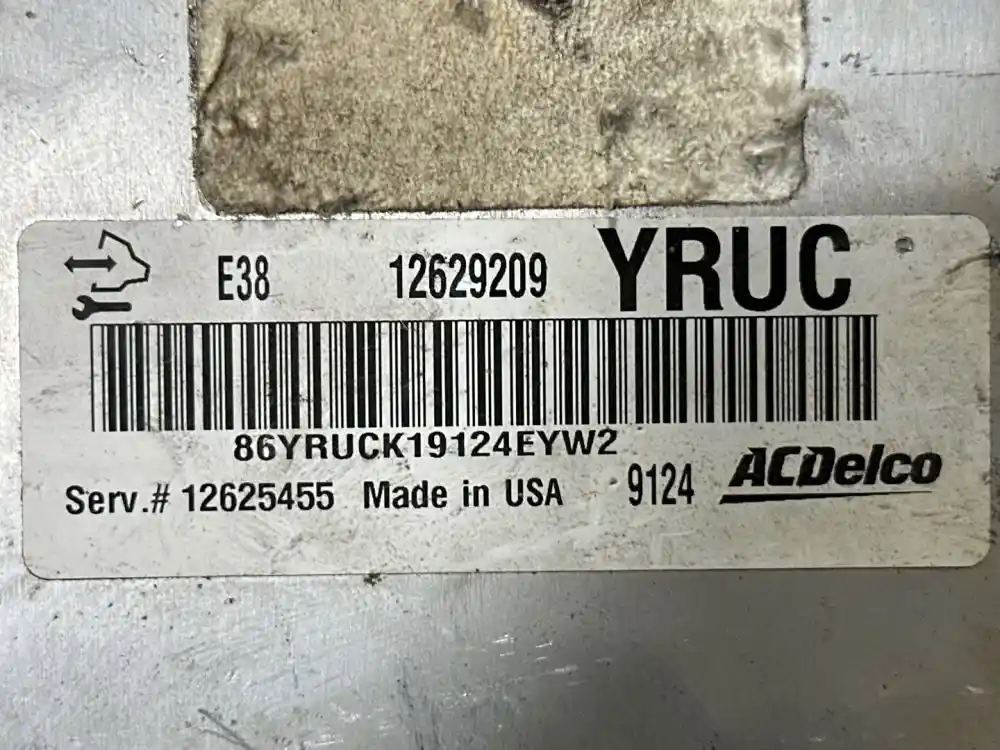 E38 12629209 YRUC
86YRUCK19124EYW2
Serv.# 12625455 Made in USA 9124 ACDelco